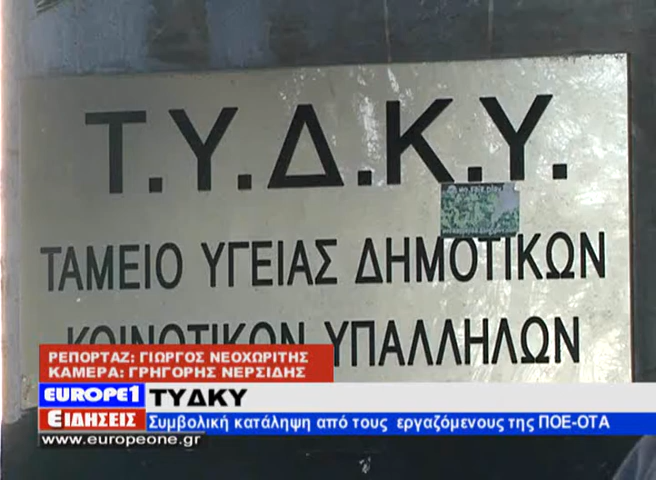 Τ.Υ.Δ.Κ.Υ.
ΤΑΜΕΙΟ ΥΓΕΙΑΣ ΔΗΜΟΤΙΚΩΝ
ΚΟΙΝΟΤΙΚΩΝ ΥΠΑΛΛΗΛΩΝ
ΡΕΠΟΡΤΑΖ: ΓΙΩΡΓΟΣ ΝΕΟΧΩΡΙΤΗΣ
ΚΑΜΕΡΑ: ΓΡΗΓΟΡΗΣ ΝΕΡΣΙΔΗΣ
EUROPE1 ΤΥΔΚΥ
ΕΙΔΗΣΕΙΣ Συμβολική κατάληψη από τους εργαζόμενους της ΠΟΕ-ΟΤΑ
www.europeone.gr